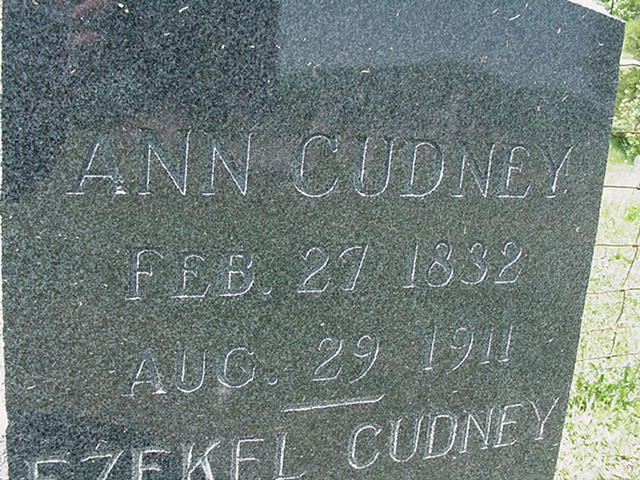 ANN CUDNEY
FEB. 27 1832
AUG. 29 1911
EZEKEL CUDNEY